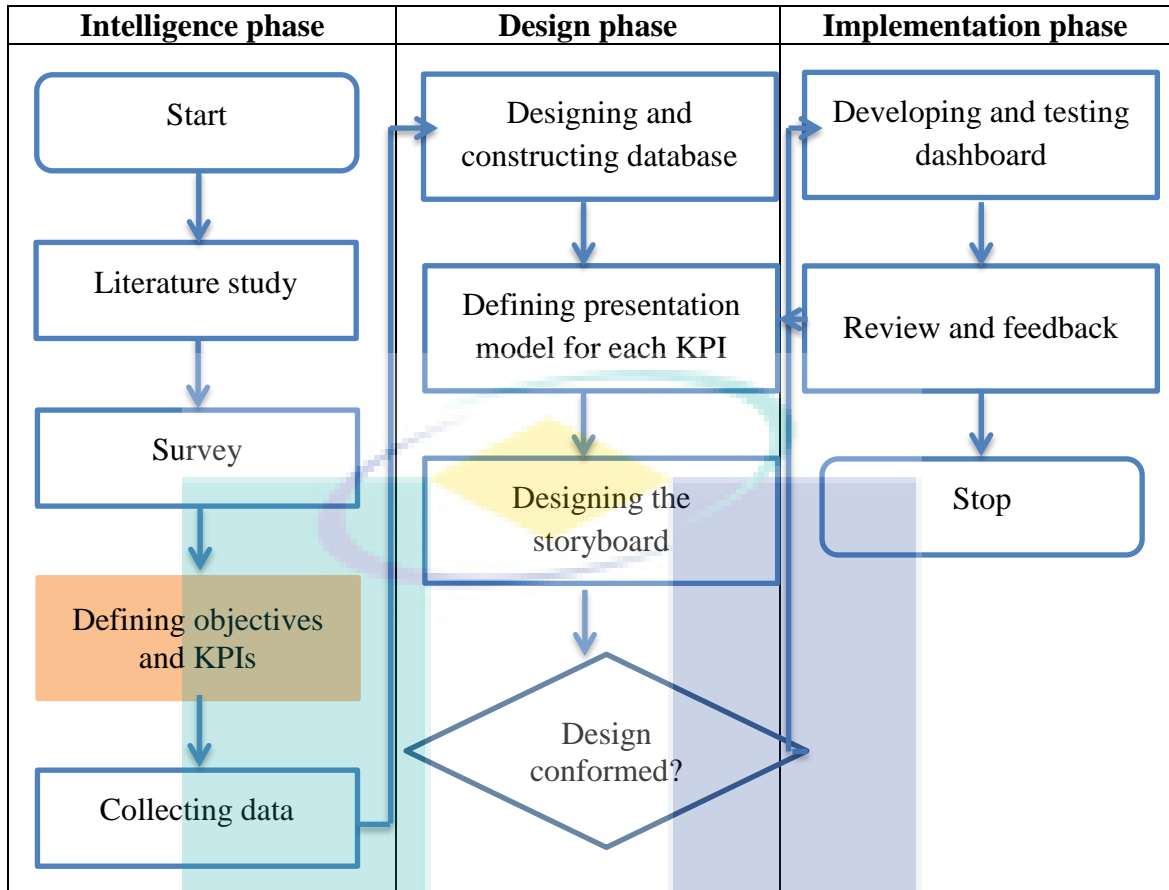 Intelligence phase
Start
Literature study
Survey
Defining objectives
and KPIs
Collecting data
Design phase
Designing and
constructing database
Defining presentation
model for each KPI
Designing the
storyboard
Design
conformed?
Implementation phase
Developing and testing
dashboard
Review and feedback
Stop